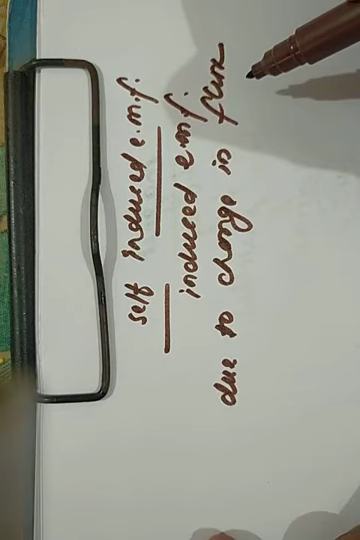 self induced e.m.f.
induced e.m.f.
due to change in flux